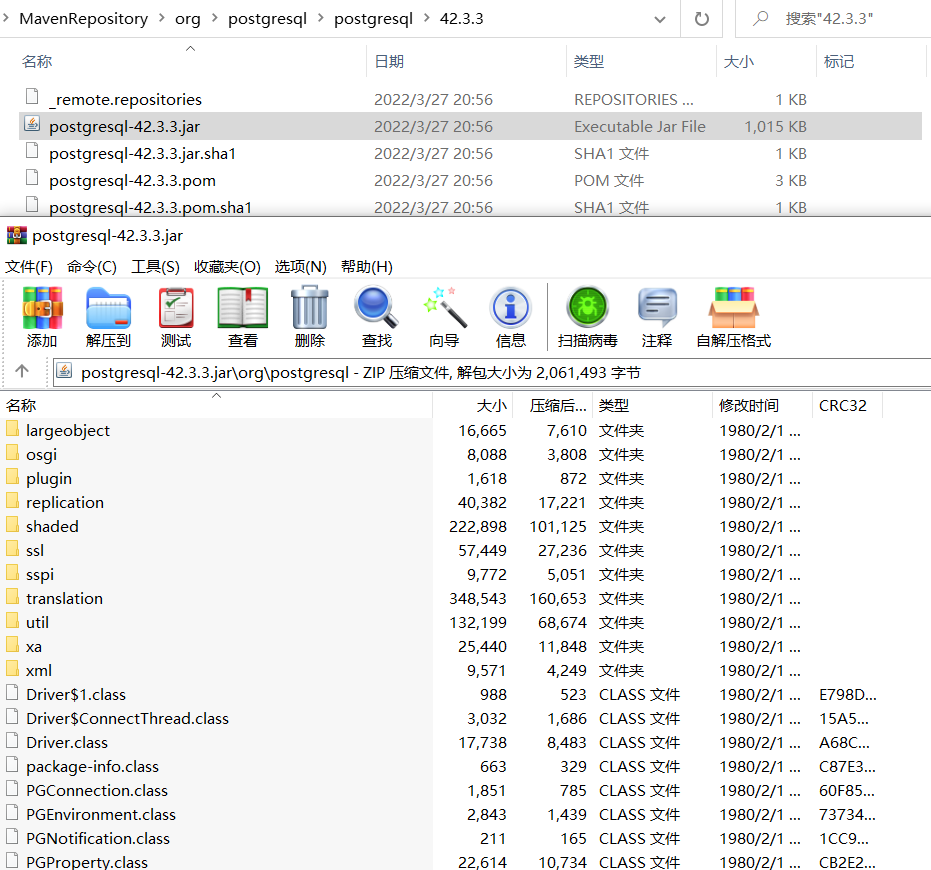 MavenRepository > org > postgresql > postgresql > 42.3.3 搜索"42.3.3"
名称 日期 类型 大小 标记
_remote.repositories 2022/3/27 20:56 REPOSITORIES ... 1 KB
postgresql-42.3.3.jar 2022/3/27 20:56 Executable Jar File 1,015 KB
postgresql-42.3.3.jar.sha1 2022/3/27 20:56 SHA1 文件 1 KB
postgresql-42.3.3.pom 2022/3/27 20:56 POM 文件 3 KB
postgresql-42.3.3.pom.sha1 2022/3/27 20:56 SHA1 文件 1 KB
postgresql-42.3.3.jar
文件(F) 命令(C) 工具(S) 收藏夹(O) 选项(N) 帮助(H)
添加 解压到 测试 查看 删除 查找 向导 信息 扫描病毒 注释 自解压格式
postgresql-42.3.3.jar\org\postgresql - ZIP 压缩文件, 解包大小为 2,061,493 字节
名称 大小 压缩后... 类型 修改时间 CRC32
largeobject 16,665 7,610 文件夹 1980/2/1 ...
osgi 8,088 3,808 文件夹 1980/2/1 ...
plugin 1,618 872 文件夹 1980/2/1 ...
replication 40,382 17,221 文件夹 1980/2/1 ...
shaded 222,898 101,125 文件夹 1980/2/1 ...
ssl 57,449 27,236 文件夹 1980/2/1 ...
sspi 9,772 5,051 文件夹 1980/2/1 ...
translation 348,543 160,653 文件夹 1980/2/1 ...
util 132,199 68,674 文件夹 1980/2/1 ...
xa 25,440 11,848 文件夹 1980/2/1 ...
xml 9,571 4,249 文件夹 1980/2/1 ...
Driver$1.class 988 523 CLASS 文件 1980/2/1 ... E798D...
Driver$ConnectThread.class 3,032 1,686 CLASS 文件 1980/2/1 ... 15A5...
Driver.class 17,738 8,483 CLASS 文件 1980/2/1 ... A68C...
package-info.class 663 329 CLASS 文件 1980/2/1 ... C87E3...
PGConnection.class 1,851 785 CLASS 文件 1980/2/1 ... 60F85...
PGEnvironment.class 2,843 1,439 CLASS 文件 1980/2/1 ... 73734...
PGNotification.class 211 165 CLASS 文件 1980/2/1 ... 1CC9...
PGProperty.class 22,614 10,734 CLASS 文件 1980/2/1 ... CB2E2...